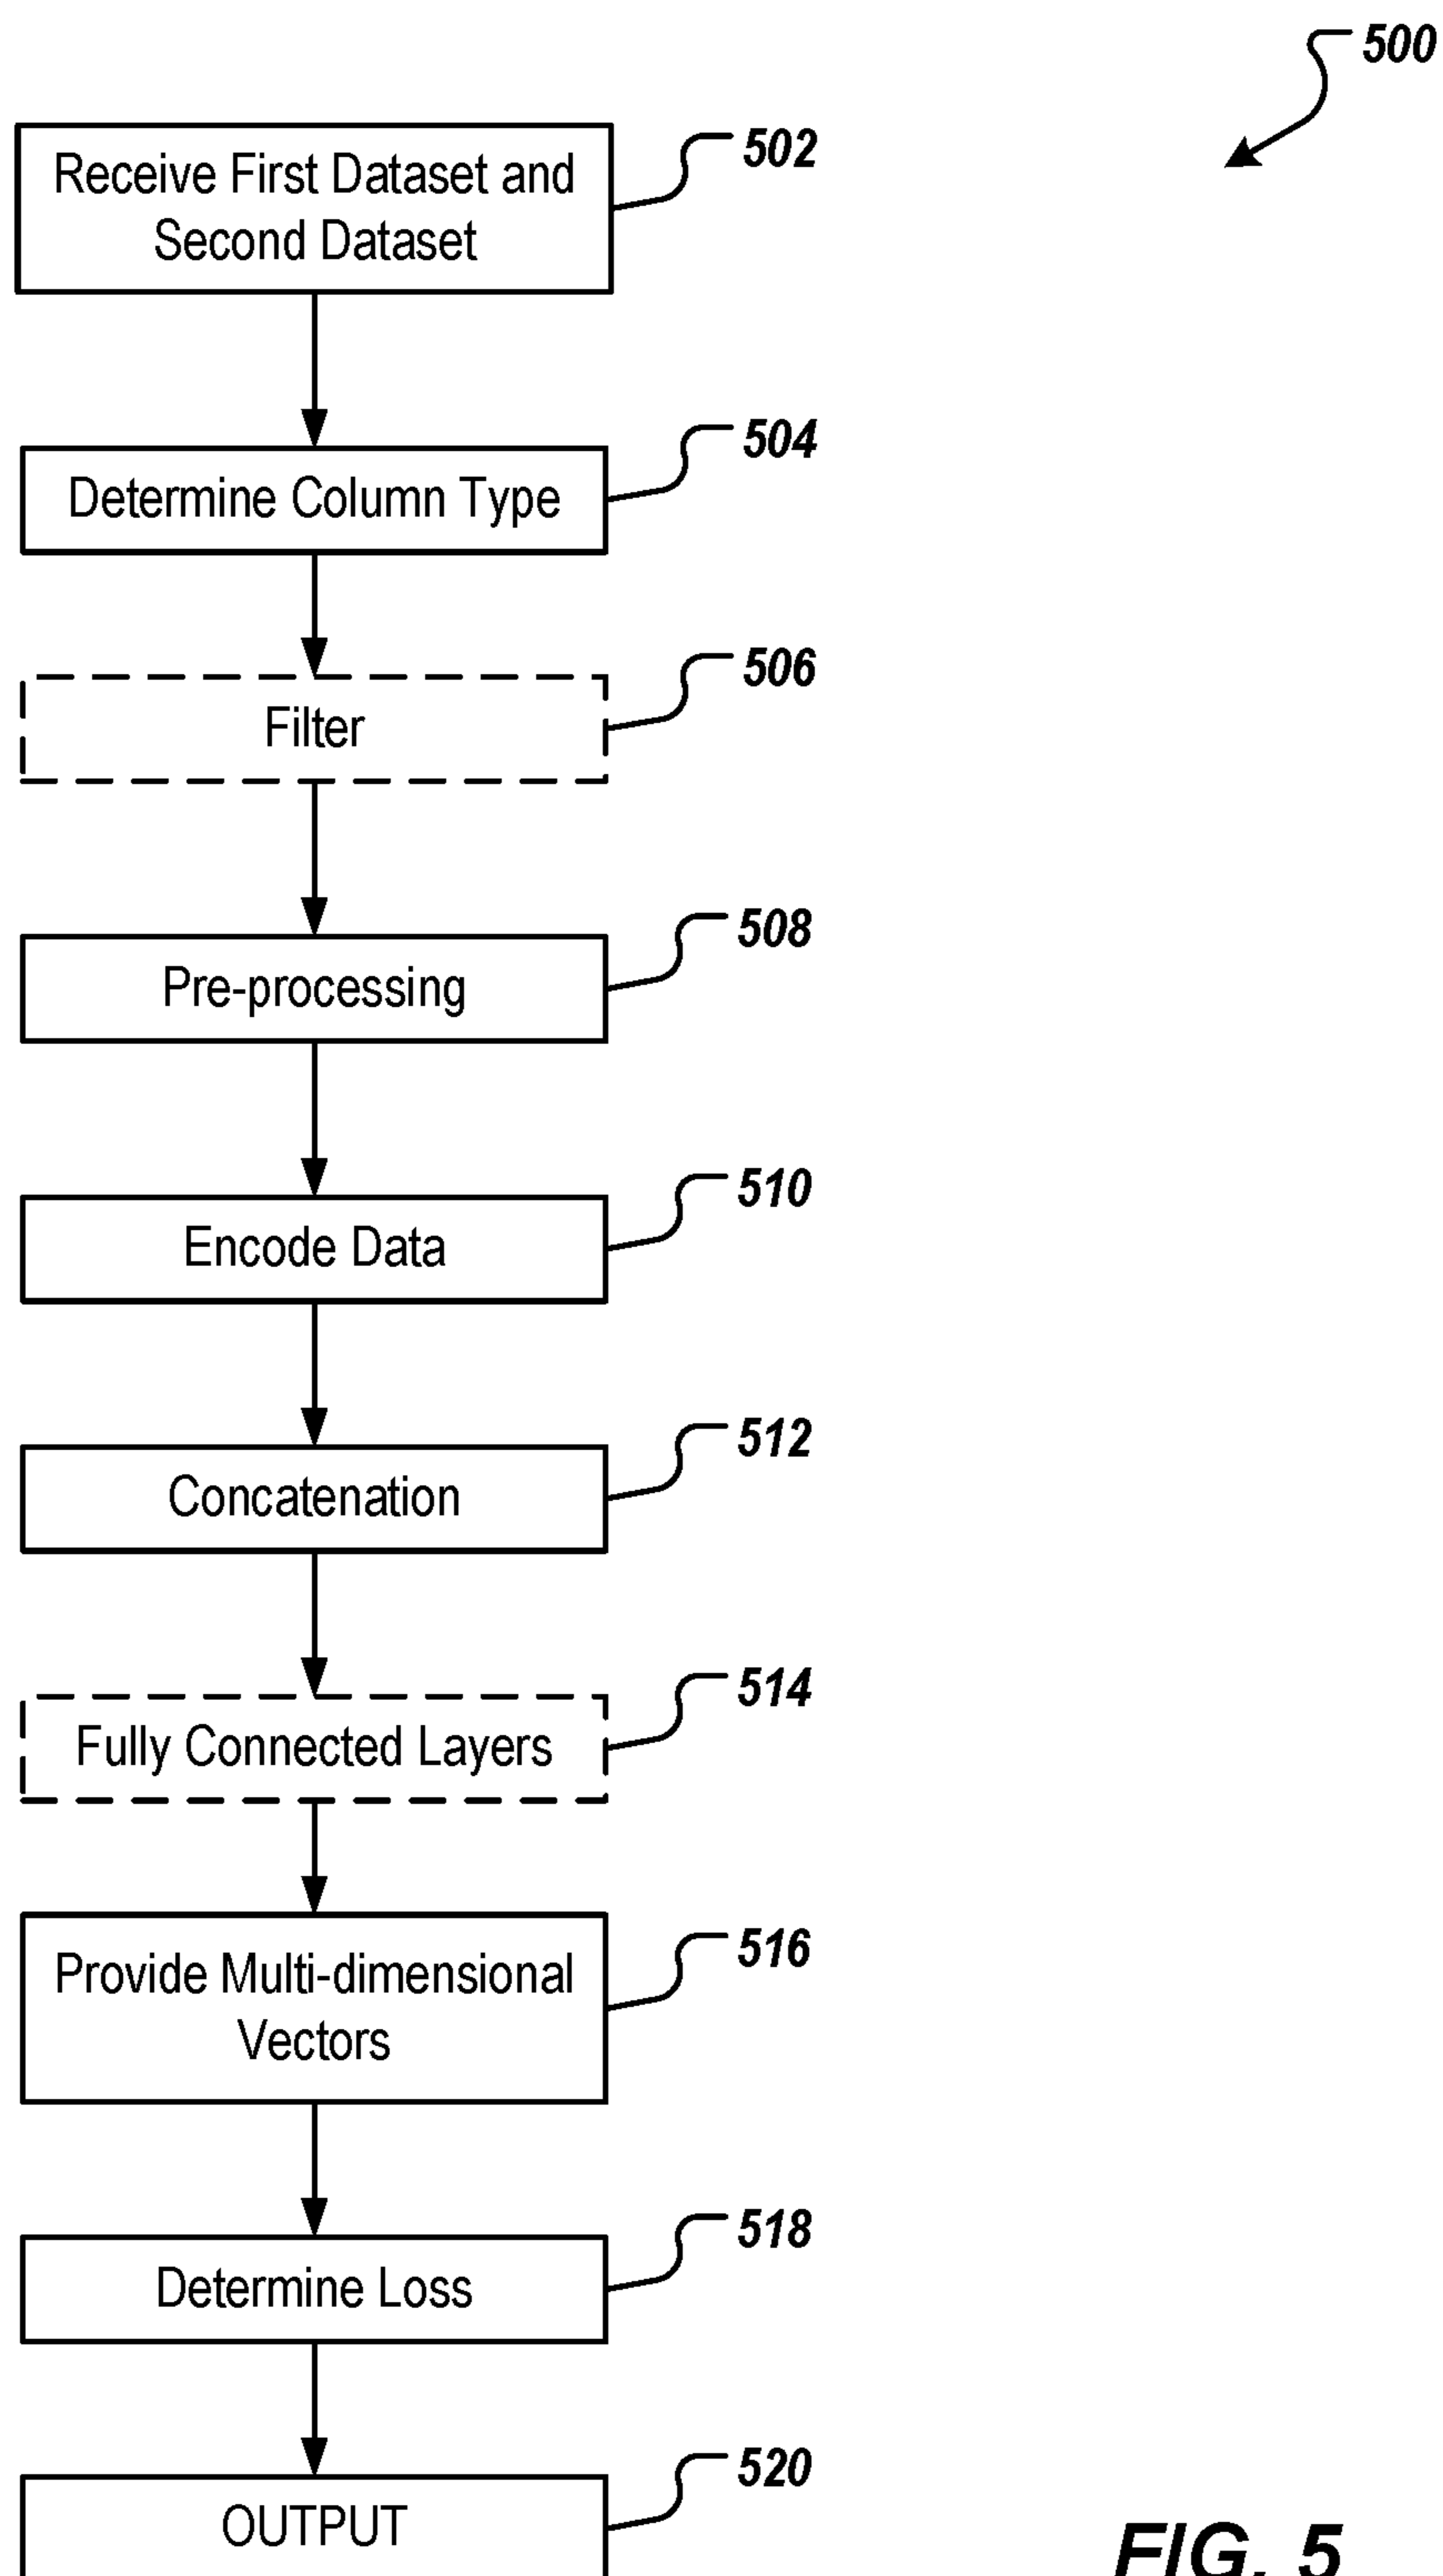 500
Receive First Dataset and
Second Dataset
502
Determine Column Type
504
Filter
506
Pre-processing
508
Encode Data
510
Concatenation
512
Fully Connected Layers
514
Provide Multi-dimensional
Vectors
516
Determine Loss
518
OUTPUT
520
FIG. 5